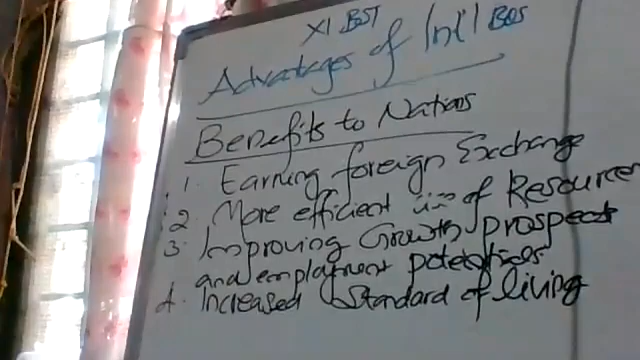 XI BST
Advatages of Int'l Bus
Benefits to Nations
1. Earning foreign Exchange
2. More efficient use of Resources
3. Improving Growth prospects
and employment potentials
4. Increased Standard of living